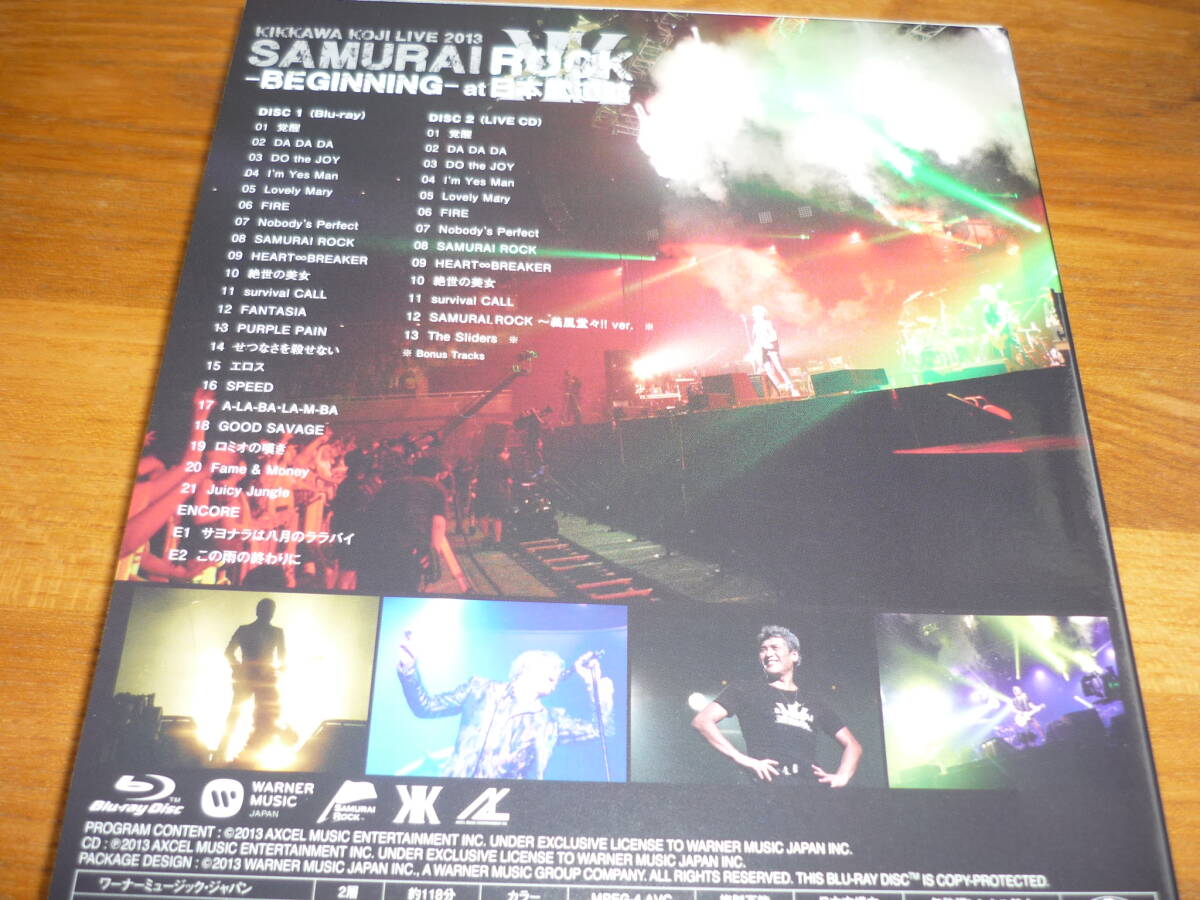 KIKKAWA KOJI LIVE 2013
SAMURAI ROCK
-BEGINNING- at 日本武道館
DISC 1 (Blu-ray)
01 覚醒
02 DA DA DA
03 DO the JOY
04 I'm Yes Man
05 Lovely Mary
06 FIRE
07 Nobody's Perfect
08 SAMURAI ROCK
09 HEART∞BREAKER
10 絶世の美女
11 survival CALL
12 FANTASIA
13 PURPLE PAIN
14 せつなさを殺せない
15 エロス
16 SPEED
17 A-LA-BA・LA-M-BA
18 GOOD SAVAGE
19 ロミオの嘆き
20 Fame & Money
21 Juicy Jungle
ENCORE
E1 サヨナラは八月のララバイ
E2 この雨の終わりに
DISC 2 (LIVE CD)
01 覚醒
02 DA DA DA
03 DO the JOY
04 I'm Yes Man
05 Lovely Mary
06 FIRE
07 Nobody's Perfect
08 SAMURAI ROCK
09 HEART∞BREAKER
10 絶世の美女
11 survival CALL
12 SAMURAI ROCK ～義風堂々!! ver. ※
13 The Sliders ※
※ Bonus Tracks
Blu-ray Disc™
WARNER MUSIC JAPAN
SAMURAI ROCK
PROGRAM CONTENT : ©2013 AXCEL MUSIC ENTERTAINMENT INC. UNDER EXCLUSIVE LICENSE TO WARNER MUSIC JAPAN INC.
CD : ℗2013 AXCEL MUSIC ENTERTAINMENT INC. UNDER EXCLUSIVE LICENSE TO WARNER MUSIC JAPAN INC.
PACKAGE DESIGN : ©2013 WARNER MUSIC JAPAN INC., A WARNER MUSIC GROUP COMPANY. ALL RIGHTS RESERVED. THIS BLU-RAY DISC™ IS COPY-PROTECTED.
ワーナーミュージック・ジャパン 2層 約118分 カラー MPEG-4 AVC